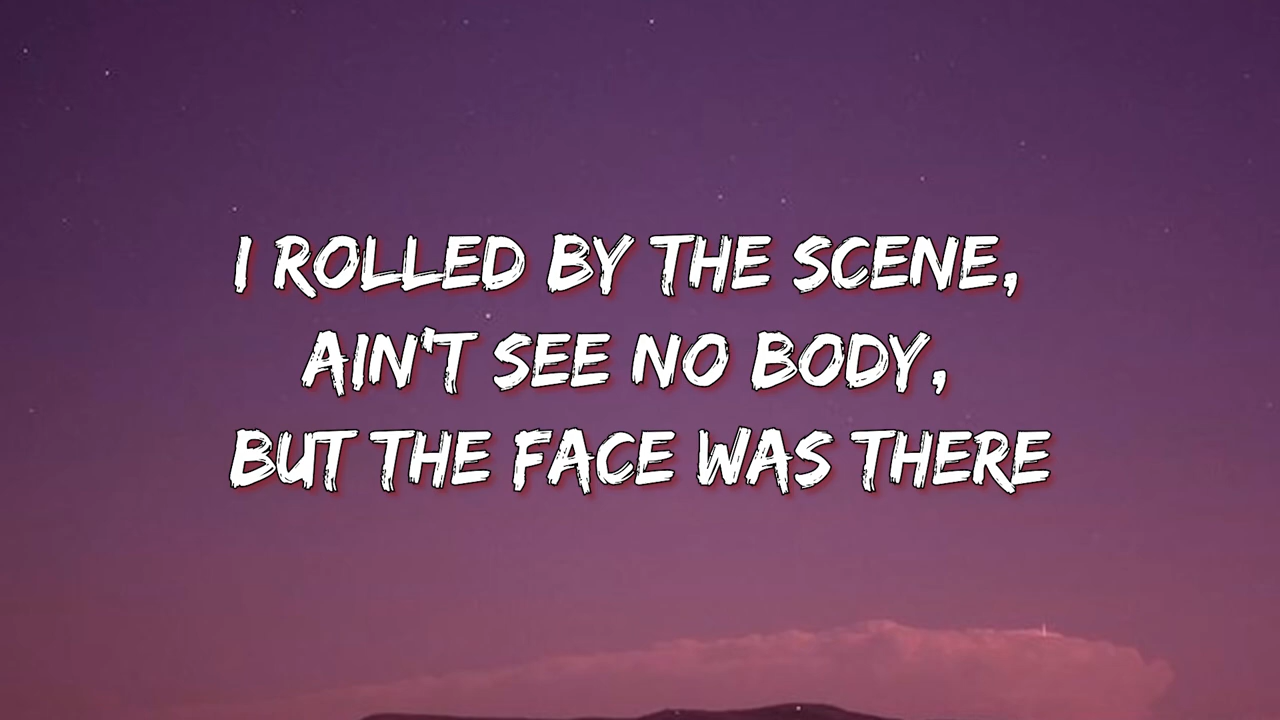 I ROLLED BY THE SCENE,
AIN'T SEE NO BODY,
BUT THE FACE WAS THERE